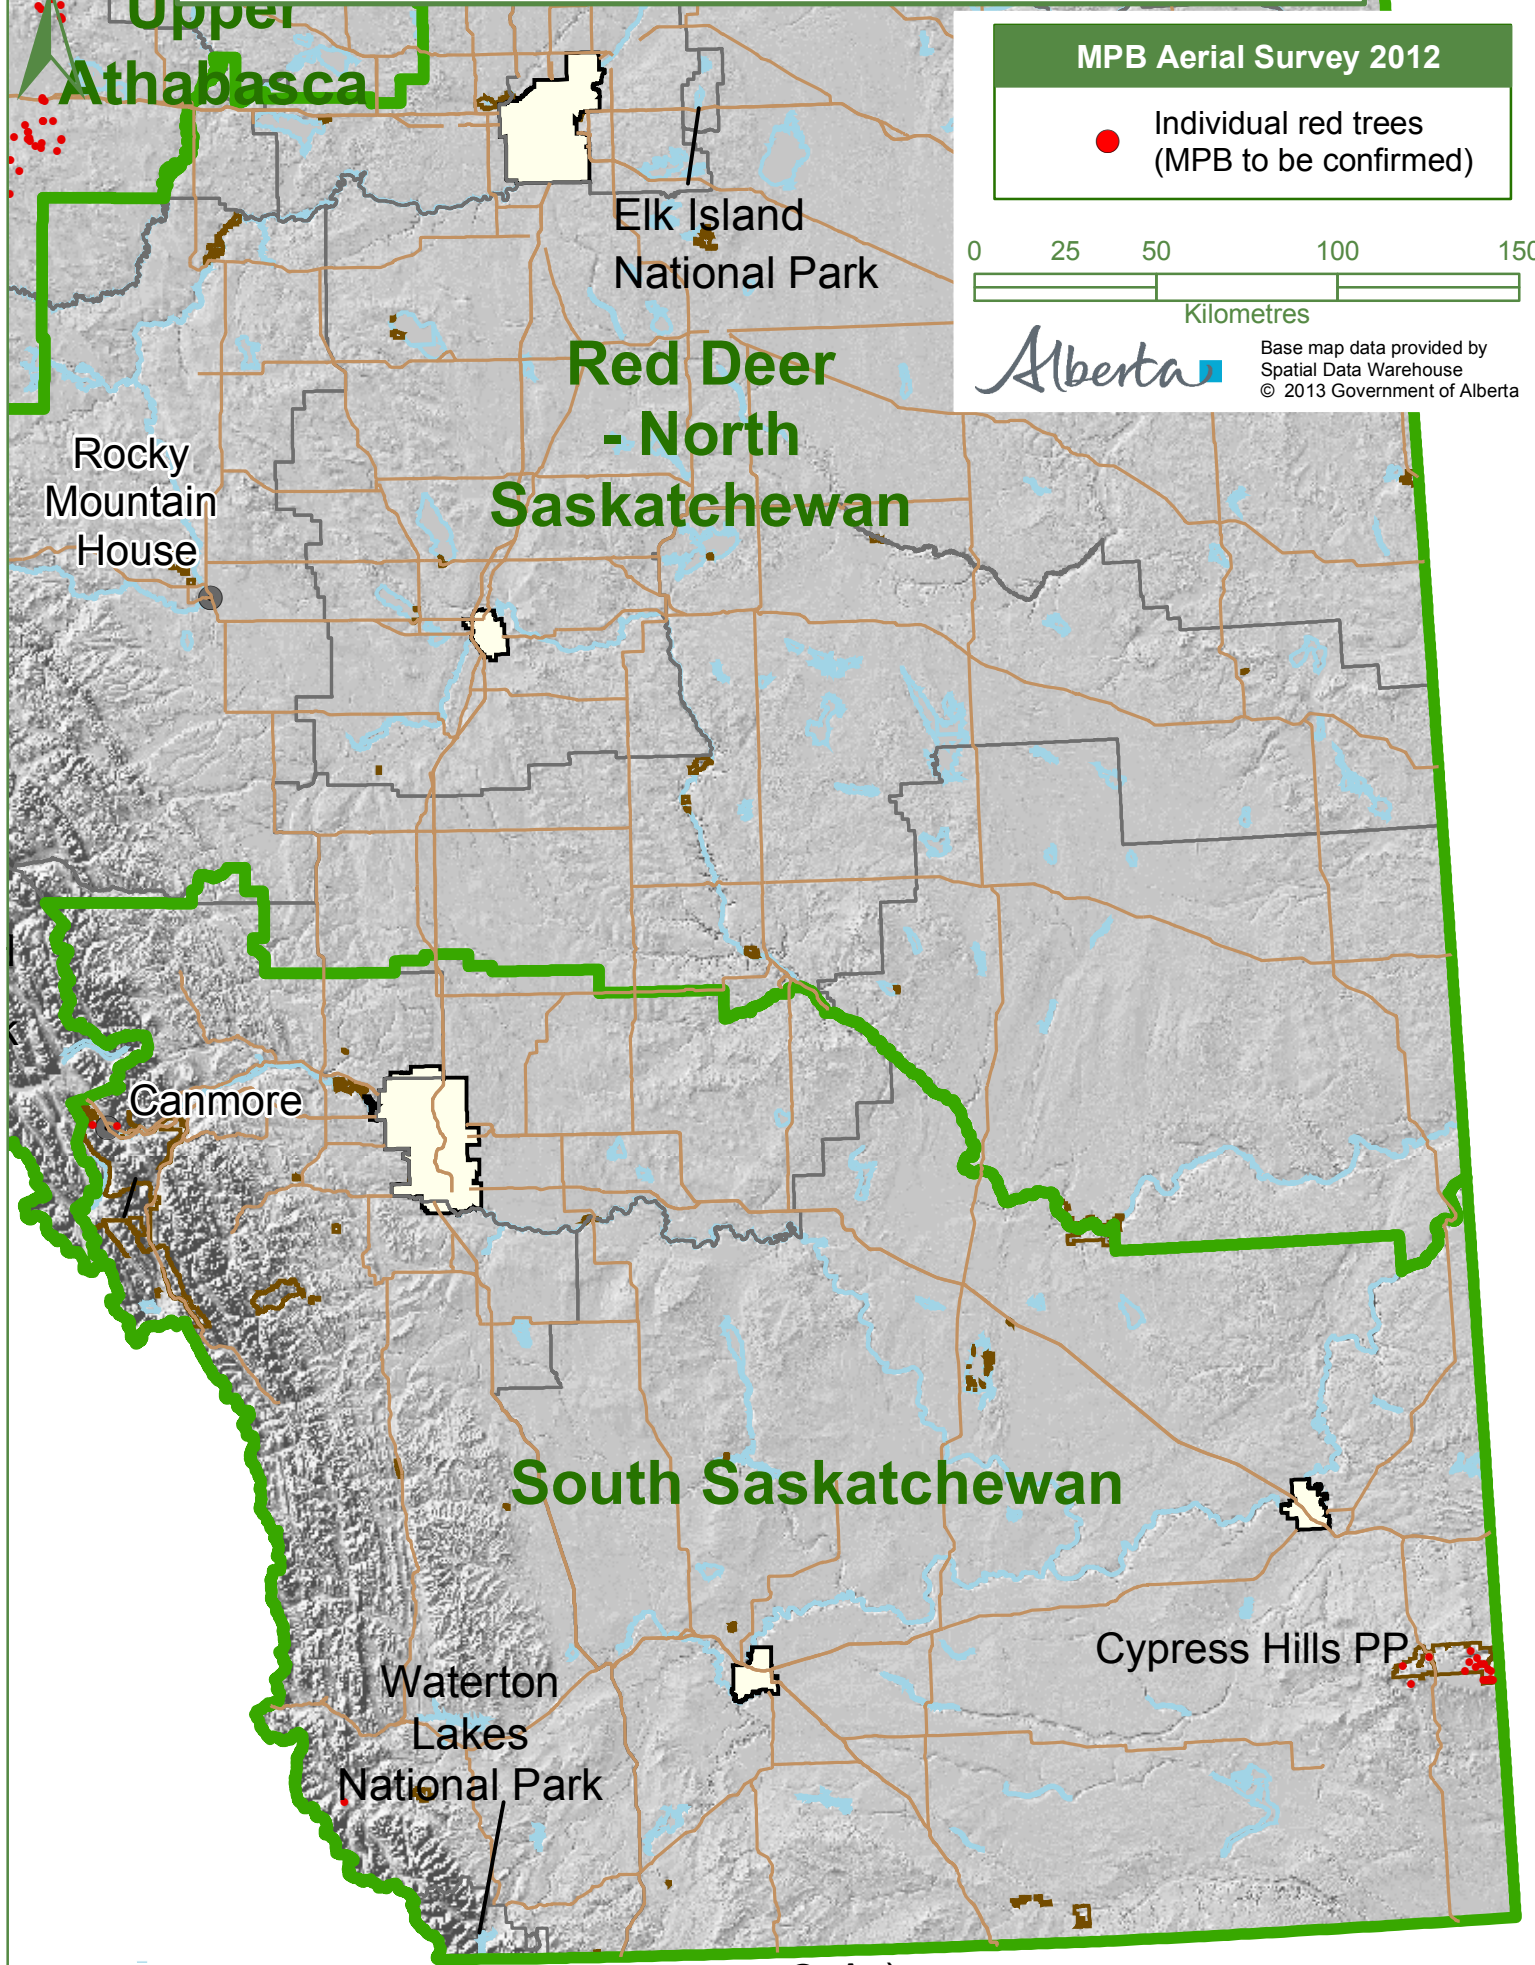 Upper
Athabasca
MPB Aerial Survey 2012
Individual red trees
(MPB to be confirmed)
Elk Island
National Park
0 25 50 100 150
Kilometres
Alberta
Base map data provided by
Spatial Data Warehouse
© 2013 Government of Alberta
Red Deer
- North
Saskatchewan
Rocky
Mountain
House
Canmore
South Saskatchewan
Cypress Hills PP
Waterton
Lakes
National Park